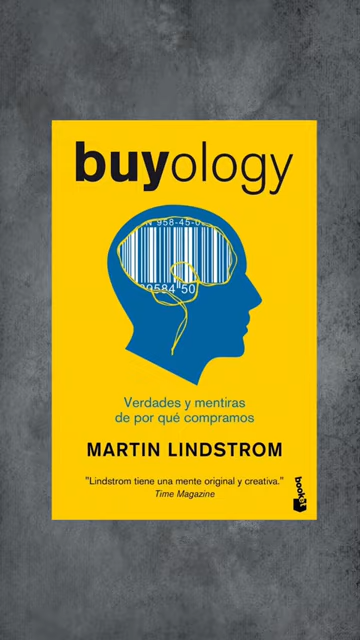 buyology
Verdades y mentiras
de por qué compramos
MARTIN LINDSTROM
"Lindstrom tiene una mente original y creativa."
Time Magazine
booket